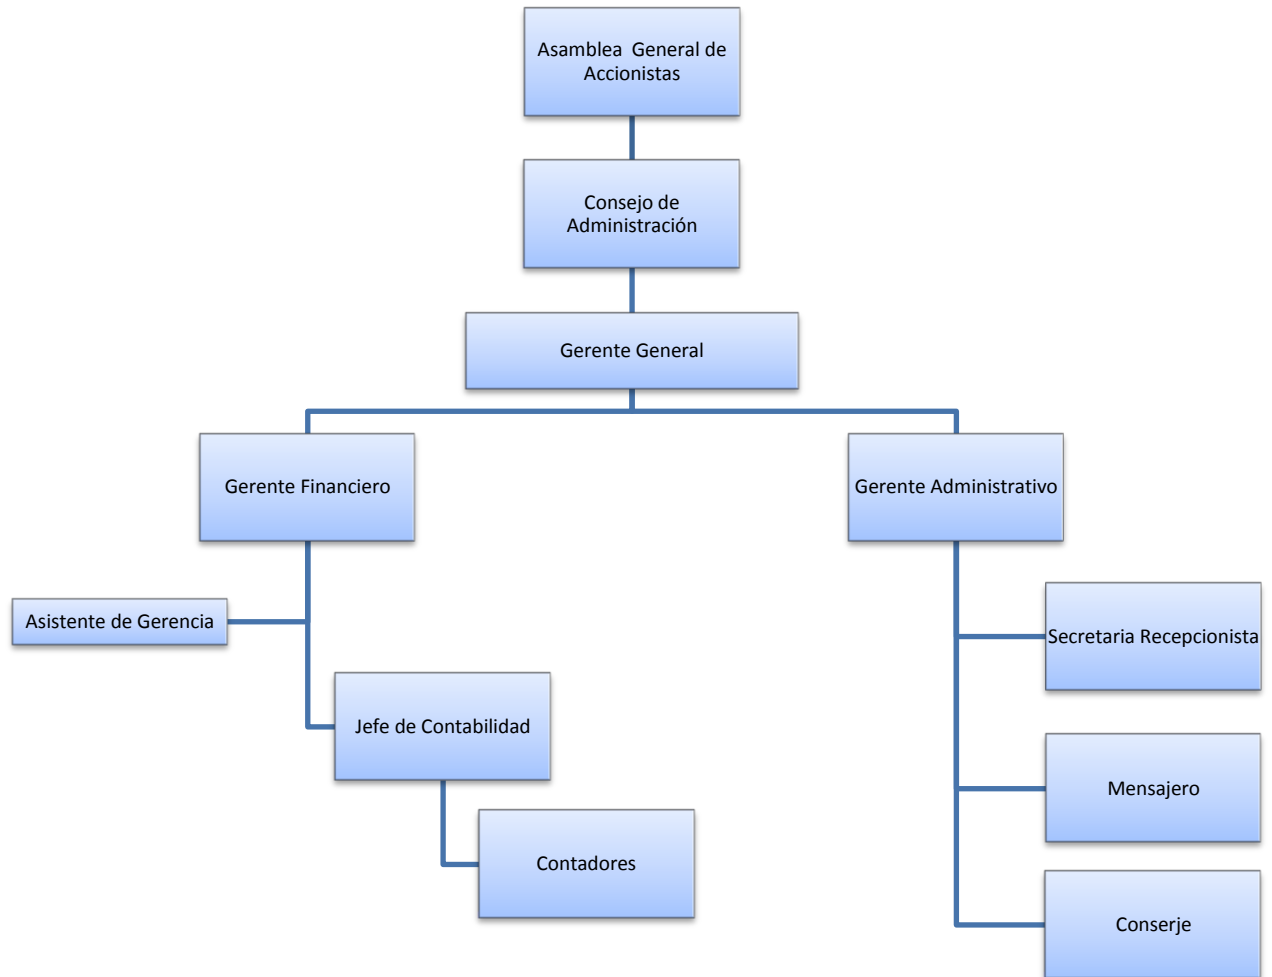 Asamblea General de
Accionistas
Consejo de
Administración
Gerente General
Gerente Financiero
Gerente Administrativo
Asistente de Gerencia
Secretaria Recepcionista
Jefe de Contabilidad
Mensajero
Contadores
Conserje